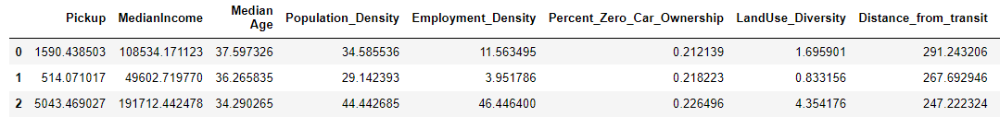 Pickup MedianIncome Median Age Population_Density Employment_Density Percent_Zero_Car_Ownership LandUse_Diversity Distance_from_transit
0 1590.438503 108534.171123 37.597326 34.585536 11.563495 0.212139 1.695901 291.243206
1 514.071017 49602.719770 36.265835 29.142393 3.951786 0.218223 0.833156 267.692946
2 5043.469027 191712.442478 34.290265 44.442685 46.446400 0.226496 4.354176 247.222324